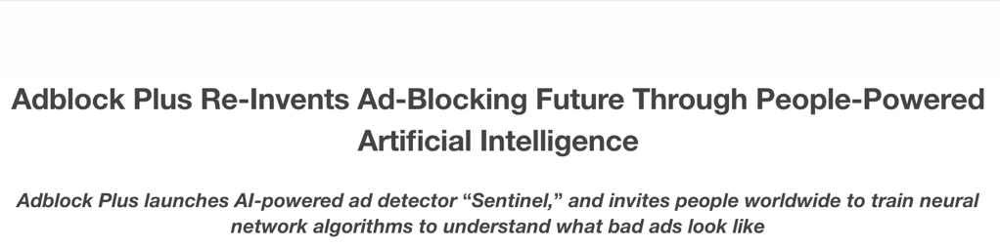 Adblock Plus Re-Invents Ad-Blocking Future Through People-Powered
Artificial Intelligence
Adblock Plus launches AI-powered ad detector “Sentinel,” and invites people worldwide to train neural
network algorithms to understand what bad ads look like